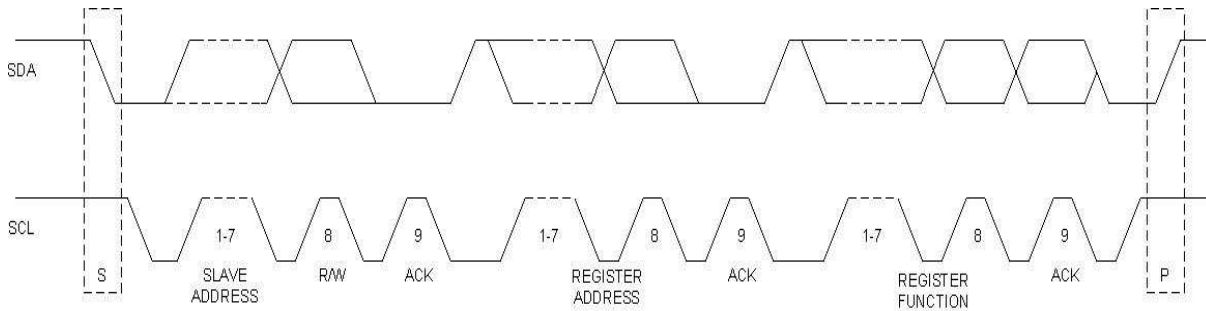 SDA
SCL
1-7 8 9 1-7 8 9 1-7 8 9
S SLAVE ADDRESS R/W ACK REGISTER ADDRESS ACK REGISTER FUNCTION ACK P